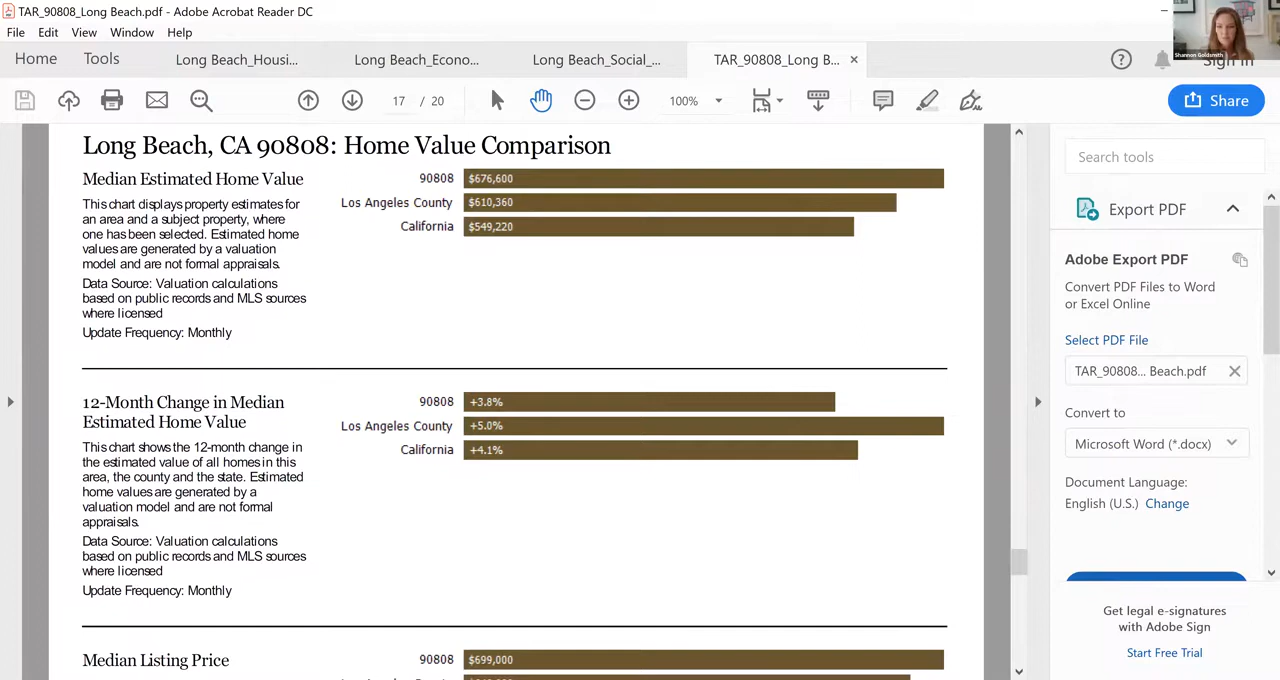 TAR_90808_Long Beach.pdf - Adobe Acrobat Reader DC
File Edit View Window Help
Home Tools Long Beach_Housi... Long Beach_Econo... Long Beach_Social_... TAR_90808_Long B... ×
Sign In
Shannon Goldsmith
17 / 20 100% Share
Long Beach, CA 90808: Home Value Comparison
Median Estimated Home Value
This chart displays property estimates for
an area and a subject property, where
one has been selected. Estimated home
values are generated by a valuation
model and are not formal appraisals.
Data Source: Valuation calculations
based on public records and MLS sources
where licensed
Update Frequency: Monthly
90808 $676,600
Los Angeles County $610,360
California $549,220
12-Month Change in Median
Estimated Home Value
This chart shows the 12-month change in
the estimated value of all homes in this
area, the county and the state. Estimated
home values are generated by a
valuation model and are not formal
appraisals.
Data Source: Valuation calculations
based on public records and MLS sources
where licensed
Update Frequency: Monthly
90808 +3.8%
Los Angeles County +5.0%
California +4.1%
Median Listing Price
90808 $699,000
Search tools
Export PDF
Adobe Export PDF
Convert PDF Files to Word
or Excel Online
Select PDF File
TAR_90808... Beach.pdf
Convert to
Microsoft Word (*.docx)
Document Language:
English (U.S.) Change
Get legal e-signatures
with Adobe Sign
Start Free Trial